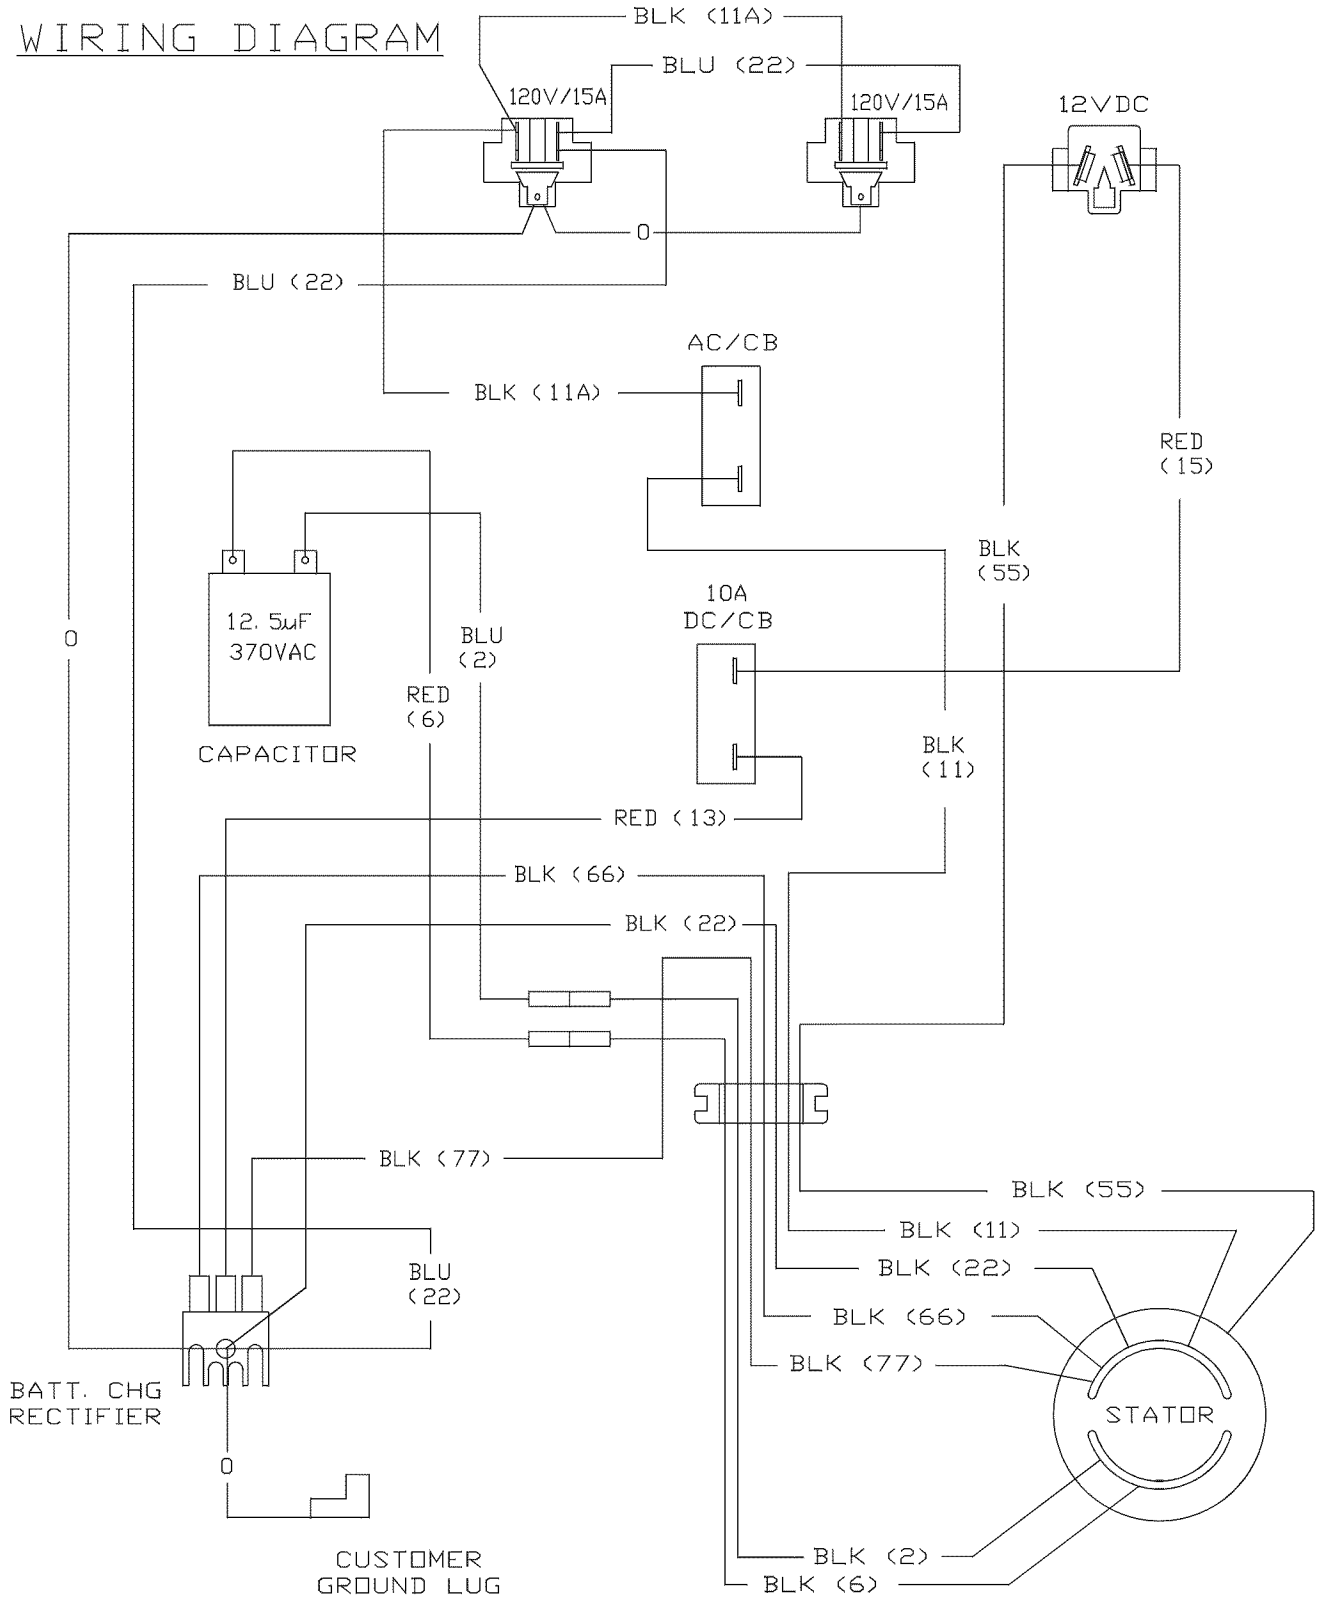 WIRING DIAGRAM
BLK (11A)
BLU (22)
120V/15A
120V/15A
12VDC
0
BLU (22)
AC/CB
BLK (11A)
RED
(15)
BLK
(55)
10A
DC/CB
12.5µF
370VAC
CAPACITOR
0
BLU
(2)
RED
(6)
BLK
(11)
RED (13)
BLK (66)
BLK (22)
BLK (77)
BLK (55)
BLK (11)
BLK (22)
BLU
(22)
BLK (66)
BLK (77)
BATT. CHG
RECTIFIER
STATOR
0
CUSTOMER
GROUND LUG
BLK (2)
BLK (6)